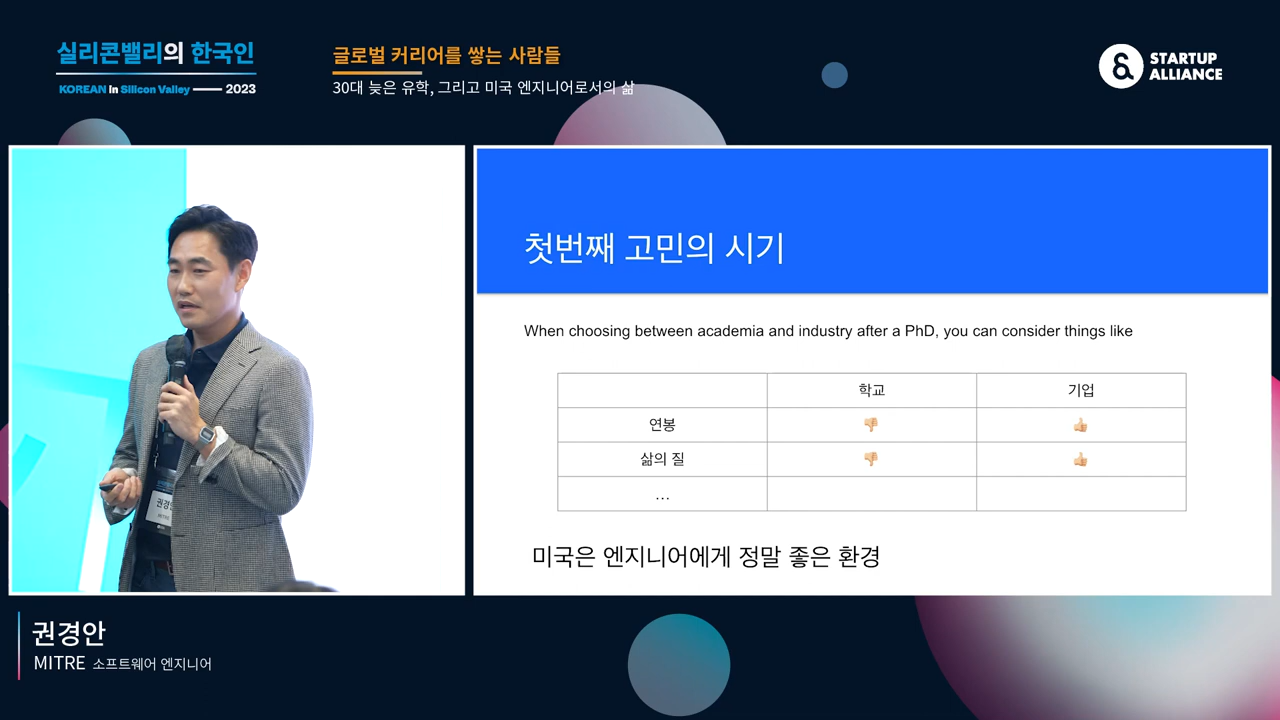 실리콘밸리의 한국인
KOREAN in Silicon Valley 2023
글로벌 커리어를 쌓는 사람들
30대 늦은 유학, 그리고 미국 엔지니어로서의 삶
STARTUP
ALLIANCE
첫번째 고민의 시기
When choosing between academia and industry after a PhD, you can consider things like
학교 기업
연봉 👎🏼 👍🏼
삶의 질 👎🏼 👍🏼
...
미국은 엔지니어에게 정말 좋은 환경
권경
MITRE
권경안
MITRE 소프트웨어 엔지니어